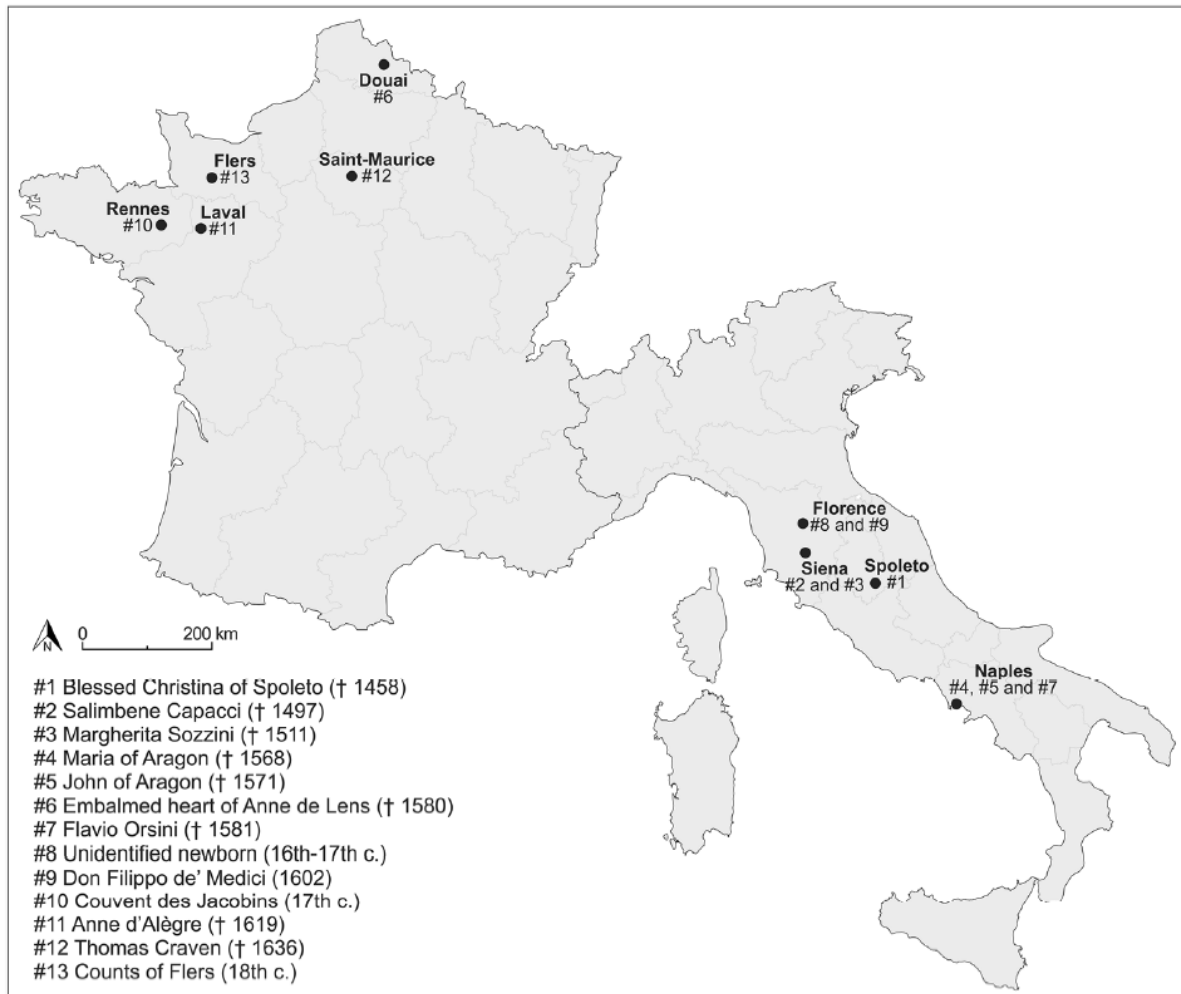 Douai
#6
Flers
#13
Saint-Maurice
#12
Rennes
#10
Laval
#11
Florence
#8 and #9
Siena
#2 and #3
Spoleto
#1
Naples
#4, #5 and #7
N
0 200 km
#1 Blessed Christina of Spoleto († 1458)
#2 Salimbene Capacci († 1497)
#3 Margherita Sozzini († 1511)
#4 Maria of Aragon († 1568)
#5 John of Aragon († 1571)
#6 Embalmed heart of Anne de Lens († 1580)
#7 Flavio Orsini († 1581)
#8 Unidentified newborn (16th-17th c.)
#9 Don Filippo de' Medici (1602)
#10 Couvent des Jacobins (17th c.)
#11 Anne d'Alègre († 1619)
#12 Thomas Craven († 1636)
#13 Counts of Flers (18th c.)